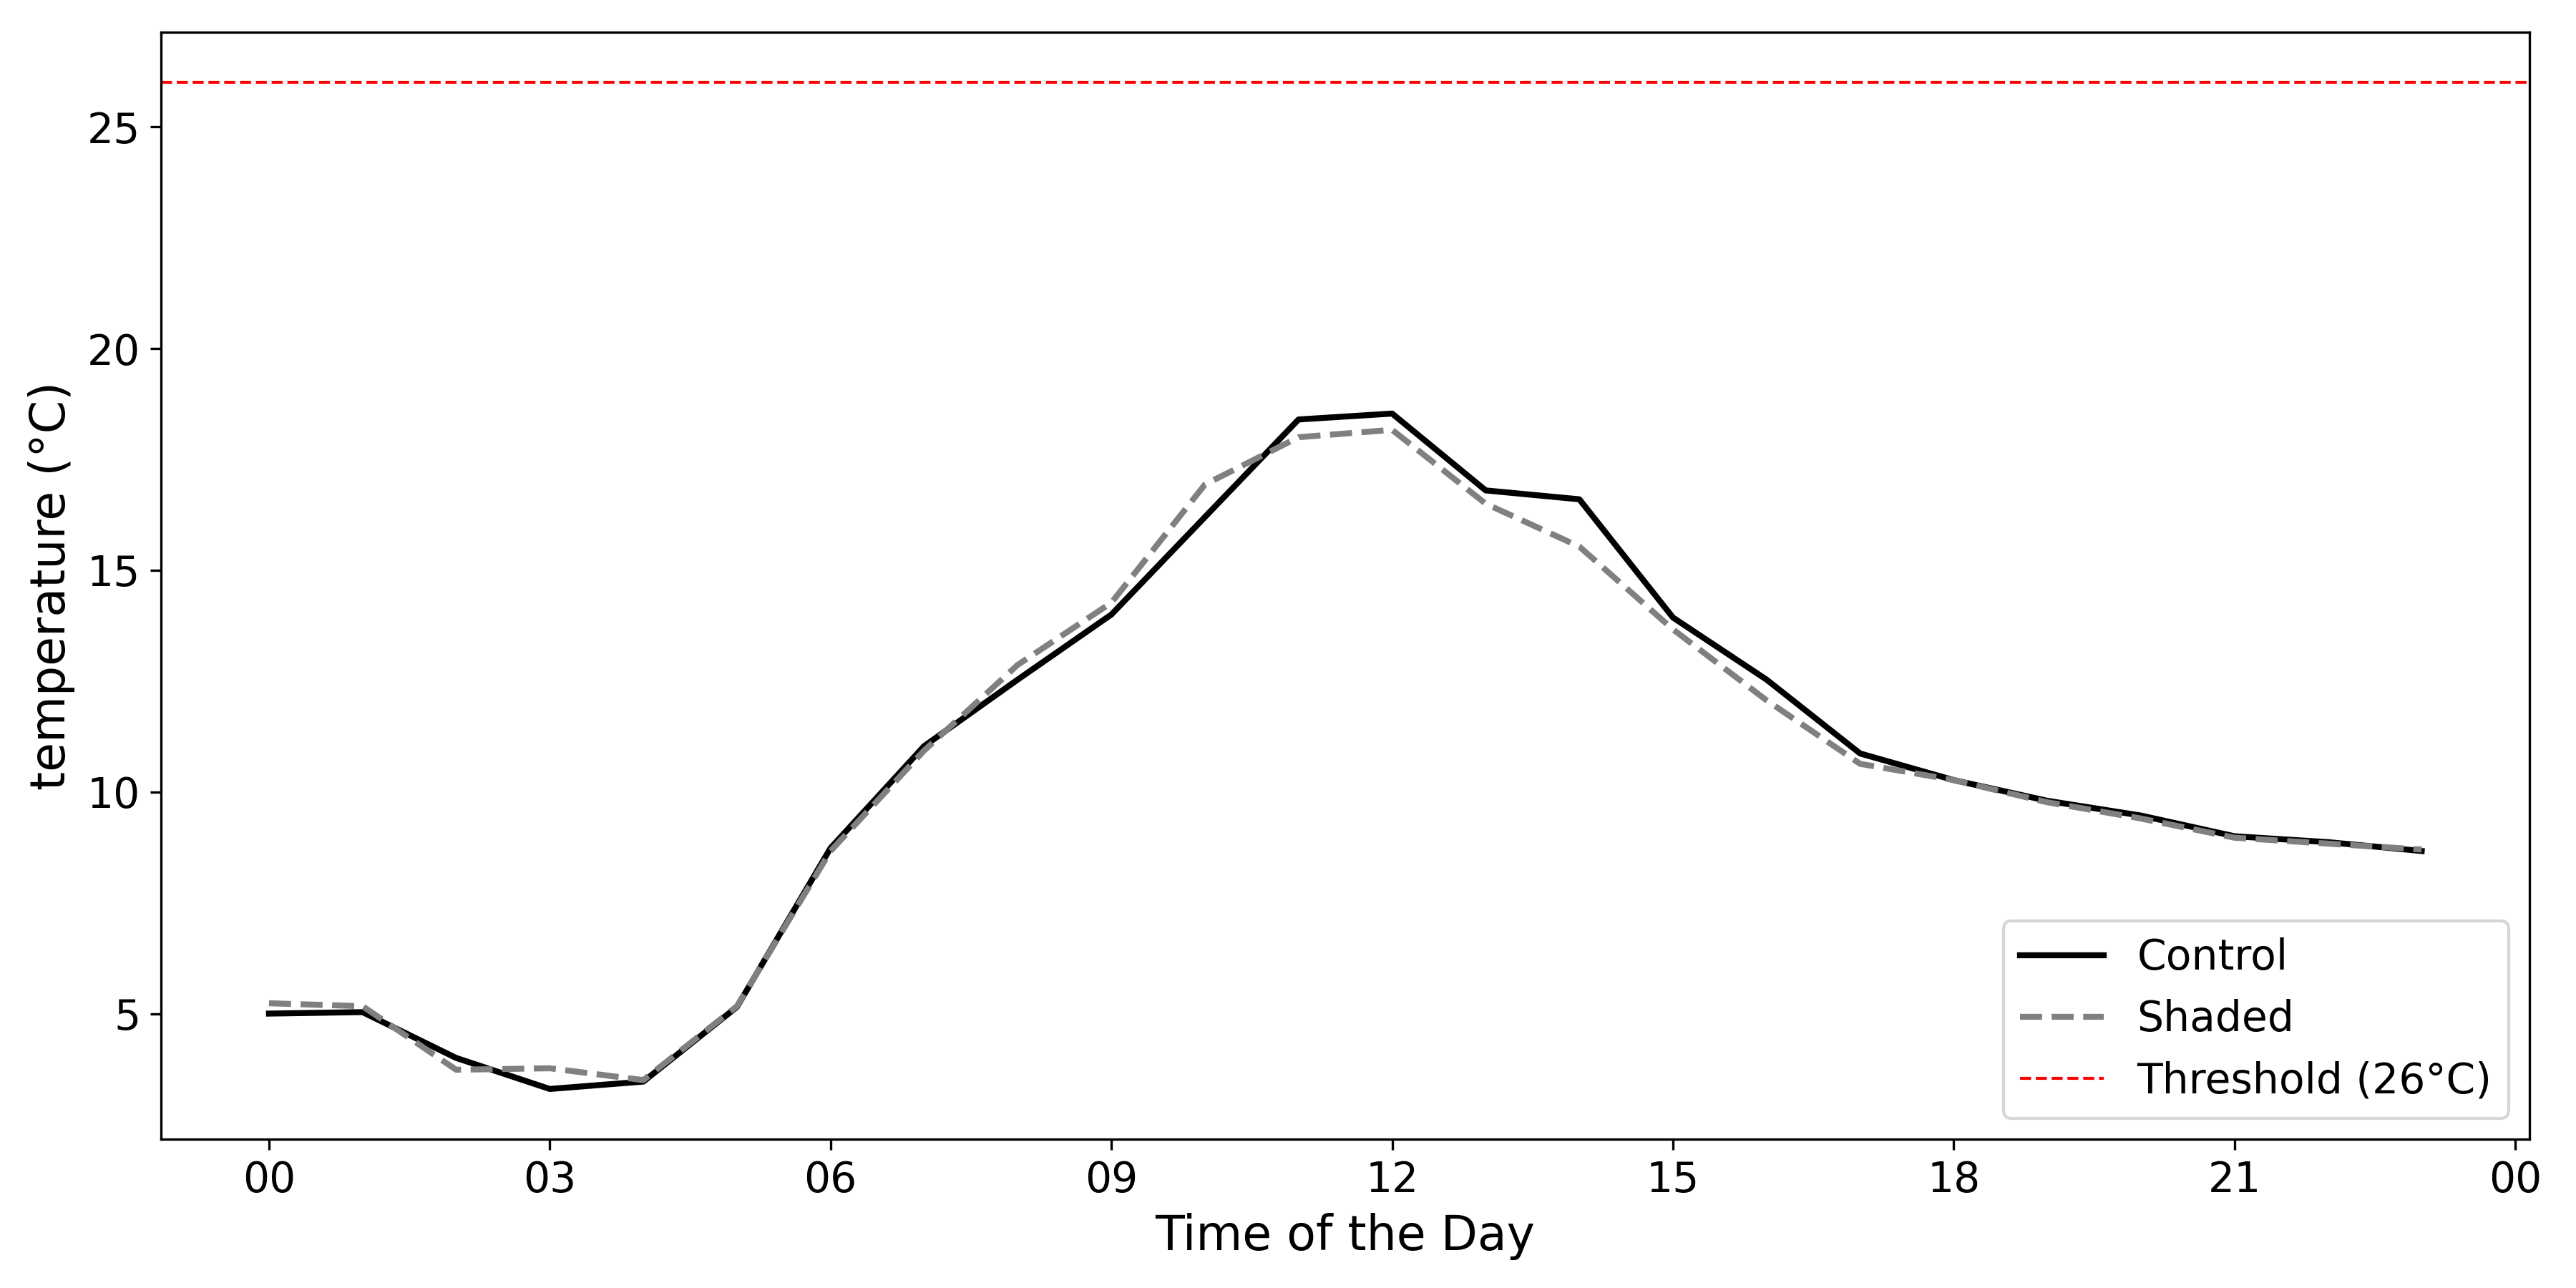 25
20
15
10
5
temperature (°C)
00 03 06 09 12 15 18 21 00
Time of the Day
Control
Shaded
Threshold (26°C)